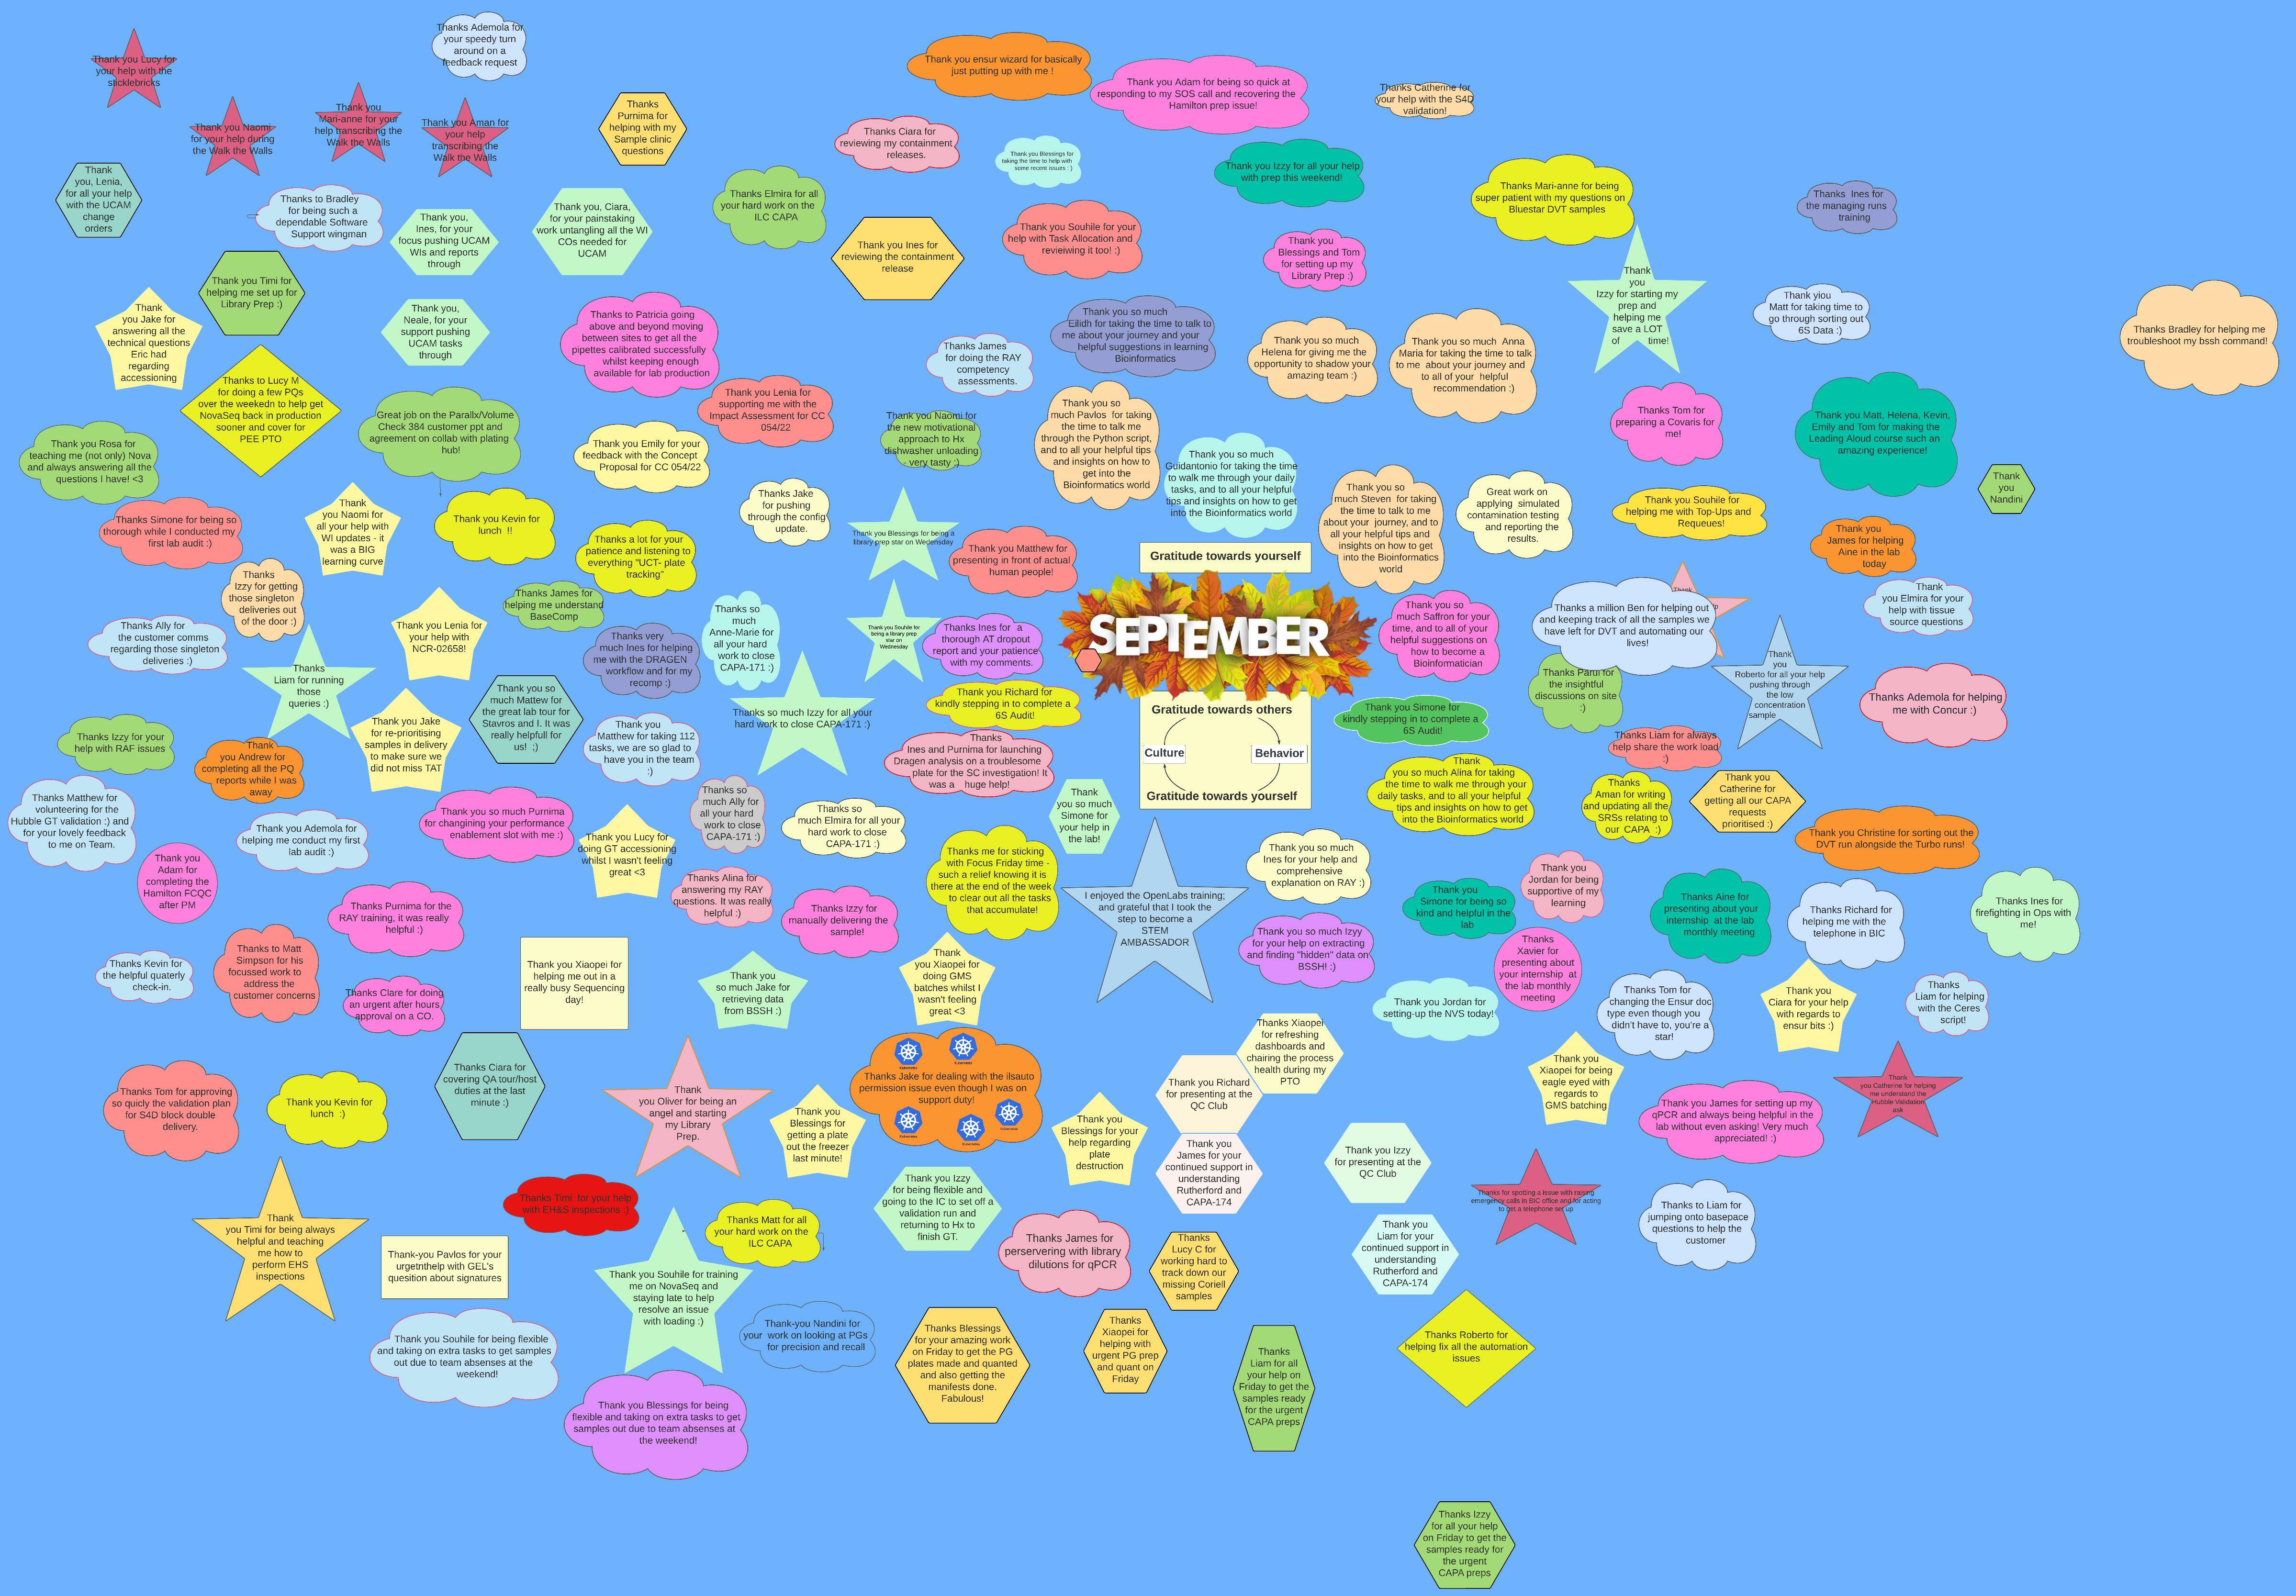 Thanks Ademola for
your speedy turn
around on a
feedback request
Thank you Lucy for
your help with the
sticklebricks
Thank you Naomi
for your help during
the Walk the Walls
Thank you
Mari-anne for your
help transcribing the
Walk the Walls
Thank you Aman for
your help
transcribing the
Walk the Walls
Thanks
Purnima for
helping with my
Sample clinic
questions
Thank you ensur wizard for basically
just putting up with me !
Thank you Adam for being so quick at
responding to my SOS call and recovering the
Hamilton prep issue!
Thanks Catherine for
your help with the S4D
validation!
Thanks Ciara for
reviewing my containment
releases.
Thank you Blessings for
taking the time to help with
some recent issues : )
Thank you Izzy for all your help
with prep this weekend!
Thanks Mari-anne for being
super patient with my questions on
Bluestar DVT samples
Thanks Ines for
the managing runs
training
Thank
you, Lenia,
for all your help
with the UCAM
change
orders
Thanks to Bradley
for being such a
dependable Software
Support wingman
Thank you,
Ines, for your
focus pushing UCAM
WIs and reports
through
Thank you, Ciara,
for your painstaking
work untangling all the WI
COs needed for
UCAM
Thanks Elmira for all
your hard work on the
ILC CAPA
Thank you Ines for
reviewing the containment
release
Thank you Souhile for your
help with Task Allocation and
revieiwing it too! :)
Thank you
Blessings and Tom
for setting up my
Library Prep :)
Thank
you
Izzy for starting my
prep and
helping me
save a LOT
of time!
Thank yiou
Matt for taking time to
go through sorting out
6S Data :)
Thanks Bradley for helping me
troubleshoot my bssh command!
Thank you Timi for
helping me set up for
Library Prep :)
Thank
you Jake for
answering all the
technical questions
Eric had
regarding
accessioning
Thank you,
Neale, for your
support pushing
UCAM tasks
through
Thanks to Patricia going
above and beyond moving
between sites to get all the
pipettes calibrated successfully
whilst keeping enough
available for lab production
Thanks James
for doing the RAY
competency
assessments.
Thank you so much
Eilidh for taking the time to talk to
me about your journey and your
helpful suggestions in learning
Bioinformatics
Thank you so much
Helena for giving me the
opportunity to shadow your
amazing team :)
Thank you so much Anna
Maria for taking the time to talk
to me about your journey and
to all of your helpful
recommendation :)
Thanks to Lucy M
for doing a few PQs
over the weekedn to help get
NovaSeq back in production
sooner and cover for
PEE PTO
Great job on the Parallx/Volume
Check 384 customer ppt and
agreement on collab with plating
hub!
Thank you Lenia for
supporting me with the
Impact Assessment for CC
054/22
Thank you Naomi for
the new motivational
approach to Hx
dishwasher unloading
- very tasty :)
Thank you so
much Pavlos for taking
the time to talk me
through the Python script,
and to all your helpful tips
and insights on how to
get into the
Bioinformatics world
Thank you so much
Guidantonio for taking the time
to walk me through your daily
tasks, and to all your helpful
tips and insights on how to get
into the Bioinformatics world
Thanks Tom for
preparing a Covaris for
me!
Thank you Matt, Helena, Kevin,
Emily and Tom for making the
Leading Aloud course such an
amazing experience!
Thank
you
Nandini
Thank you Rosa for
teaching me (not only) Nova
and always answering all the
questions I have! <3
Thank you Emily for your
feedback with the Concept
Proposal for CC 054/22
Thanks Jake
for pushing
through the config
update.
Thank you so
much Steven for taking
the time to talk to me
about your journey, and to
all your helpful tips and
insights on how to get
into the Bioinformatics
world
Great work on
applying simulated
contamination testing
and reporting the
results.
Thank you Souhile for
helping me with Top-Ups and
Requeues!
Thank you
James for helping
Aine in the lab
today
Thanks Simone for being so
thorough while I conducted my
first lab audit :)
Thank
you Naomi for
all your help with
WI updates - it
was a BIG
learning curve
Thank you Kevin for
lunch !!
Thanks a lot for your
patience and listening to
everything "UCT- plate
tracking"
Thank you Blessings for being a
library prep star on Wedensday
Thank you Matthew for
presenting in front of actual
human people!
Gratitude towards yourself
SEPTEMBER
Thanks
Izzy for getting
those singleton
deliveries out
of the door :)
Thanks Ally for
the customer comms
regarding those singleton
deliveries :)
Thank you Lenia for
your help with
NCR-02658!
Thanks James for
helping me understand
BaseComp
Thanks very
much Ines for helping
me with the DRAGEN
workflow and for my
recomp :)
Thanks so
much
Anne-Marie for
all your hard
work to close
CAPA-171 :)
Thank you Souhile for
being a library prep
star on
Wednesday
Thanks Ines for a
thorough AT dropout
report and your patience
with my comments.
Thank you so
much Saffron for your
time, and to all of your
helpful suggestions on
how to become a
Bioinformatician
Thank
Thanks a million Ben for helping out
and keeping track of all the samples we
have left for DVT and automating our
lives!
Thank
you Elmira for your
help with tissue
source questions
Thanks Parul for
the insightful
discussions on site
:)
Thank
you
Roberto for all your help
pushing through
the low
concentration
sample
Thanks Ademola for helping
me with Concur :)
Thanks
Liam for running
those
queries :)
Thank you so
much Mattew for
the great lab tour for
Stavros and I. It was
really helpfull for
us! ;)
Thanks so much Izzy for all your
hard work to close CAPA-171 :)
Thank you Richard for
kindly stepping in to complete a
6S Audit!
Gratitude towards others
Culture
Behavior
Gratitude towards yourself
Thank you Simone for
kindly stepping in to complete a
6S Audit!
Thank you Liam for always
help share the work load
:)
Thanks Izzy for your
help with RAF issues
Thank
you Andrew for
completing all the PQ
reports while I was
away
Thank you Jake
for re-prioritising
samples in delivery
to make sure we
did not miss TAT
Thank you
Matthew for taking 112
tasks, we are so glad to
have you in the team
:)
Thanks
Ines and Purnima for launching
Dragen analysis on a troublesome
plate for the SC investigation! It
was a huge help!
Thank
you so much Alina for taking
the time to walk me through your
daily tasks, and to all your helpful
tips and insights on how to get
into the Bioinformatics world
Thanks
Aman for writing
and updating all the
SRSs relating to
our CAPA :)
Thank you
Catherine for
getting all our CAPA
requests
prioritised :)
Thank you Christine for sorting out the
DVT run alongside the Turbo runs!
Thanks Matthew for
volunteering for the
Hubble GT validation :) and
for your lovely feedback
to me on Team.
Thank you Ademola for
helping me conduct my first
lab audit :)
Thank you so much Purnima
for changining your performance
enablement slot with me :)
Thank you Lucy for
doing GT accessioning
whilst I wasn't feeling
great <3
Thanks so
much Ally for
all your hard
work to close
CAPA-171 :)
Thanks so
much Elmira for all your
hard work to close
CAPA-171 :)
Thank
you so much
Simone for
your help in
the lab!
Thank you
Adam for
completing the
Hamilton FCQC
after PM
Thanks Purnima for the
RAY training, it was really
helpful :)
Thanks Alina for
answering my RAY
questions. It was really
helpful :)
Thanks Izzy for
manually delivering the
sample!
Thanks me for sticking
with Focus Friday time -
such a relief knowing it is
there at the end of the week
to clear out all the tasks
that accumulate!
I enjoyed the OpenLabs training;
and grateful that I took the
step to become a
STEM
AMBASSADOR
Thank you so much
Ines for your help and
comprehensive
explanation on RAY :)
Thank you
Simone for being so
kind and helpful in the
lab
Thank you
Jordan for being
supportive of my
learning
Thanks Aine for
presenting about your
internship at the lab
monthly meeting
Thanks Richard for
helping me with the
telephone in BIC
Thanks Ines for
firefighting in Ops with
me!
Thanks Kevin for
the helpful quaterly
check-in.
Thanks to Matt
Simpson for his
focussed work to
address the
customer concerns
Thanks Clare for doing
an urgent after hours
approval on a CO.
Thank you Xiaopei for
helping me out in a
really busy Sequencing
day!
Thank you
so much Jake for
retrieving data
from BSSH :)
Thank
you Xiaopei for
doing GMS
batches whilst I
wasn't feeling
great <3
Thank you so much Izyy
for your help on extracting
and finding "hidden" data on
BSSH! :)
Thank you Jordan for
setting-up the NVS today!
Thanks
Xavier for
presenting about
your internship at
the lab monthly
meeting
Thanks Tom for
changing the Ensur doc
type even though you
didn't have to, you're a
star!
Thank you
Ciara for your help
with regards to
ensur bits :)
Thanks
Liam for helping
with the Ceres
script!
Thanks Tom for approving
so quicly the validation plan
for S4D block double
delivery.
Thank you Kevin for
lunch :)
Thanks Ciara for
covering QA tour/host
duties at the last
minute :)
Thank
you Oliver for being an
angel and starting
my Library
Prep.
Thank you
Blessings for
getting a plate
out the freezer
last minute!
Thanks Jake for dealing with the ilsauto
permission issue even though I was on
support duty!
Thank you
Blessings for your
help regarding
plate
destruction
Thanks Xiaopei
for refreshing
dashboards and
chairing the process
health during my
PTO
Thank you Richard
for presenting at the
QC Club
Thank you
James for your
continued support in
understanding
Rutherford and
CAPA-174
Thank you Izzy
for presenting at the
QC Club
Thank you
Xiaopei for being
eagle eyed with
regards to
GMS batching
Thank you James for setting up my
qPCR and always being helpful in the
lab without even asking! Very much
appreciated! :)
Thank
you Catherine for helping
me understand the
Hubble Validation
ask
Thank
you Timi for being always
helpful and teaching
me how to
perform EHS
inspections
Thank-you Pavlos for your
urgetnthelp with GEL's
quesition about signatures
Thanks Timi for your help
with EH&S inspections :)
Thank you Souhile for training
me on NovaSeq and
staying late to help
resolve an issue
with loading :)
Thanks Matt for all
your hard work on the
ILC CAPA
Thank you Izzy
for being flexible and
going to the IC to set off a
validation run and
returning to Hx to
finish GT.
Thanks James for
perservering with library
dilutions for qPCR
Thanks
Lucy C for
working hard to
track down our
missing Coriell
samples
Thank you
Liam for your
continued support in
understanding
Rutherford and
CAPA-174
Thanks for spotting a issue with raising
emergency calls in BIC office and for acting
to get a telephone set up
Thanks to Liam for
jumping onto basepace
questions to help the
customer
Thank you Souhile for being flexible
and taking on extra tasks to get samples
out due to team absenses at the
weekend!
Thank-you Nandini for
your work on looking at PGs
for precision and recall
Thanks Blessings
for your amazing work
on Friday to get the PG
plates made and quanted
and also getting the
manifests done.
Fabulous!
Thanks
Xiaopei for
helping with
urgent PG prep
and quant on
Friday
Thanks
Liam for all
your help on
Friday to get the
samples ready
for the urgent
CAPA preps
Thanks Roberto for
helping fix all the automation
issues
Thank you Blessings for being
flexible and taking on extra tasks to get
samples out due to team absenses at
the weekend!
Thanks Izzy
for all your help
on Friday to get the
samples ready for
the urgent
CAPA preps